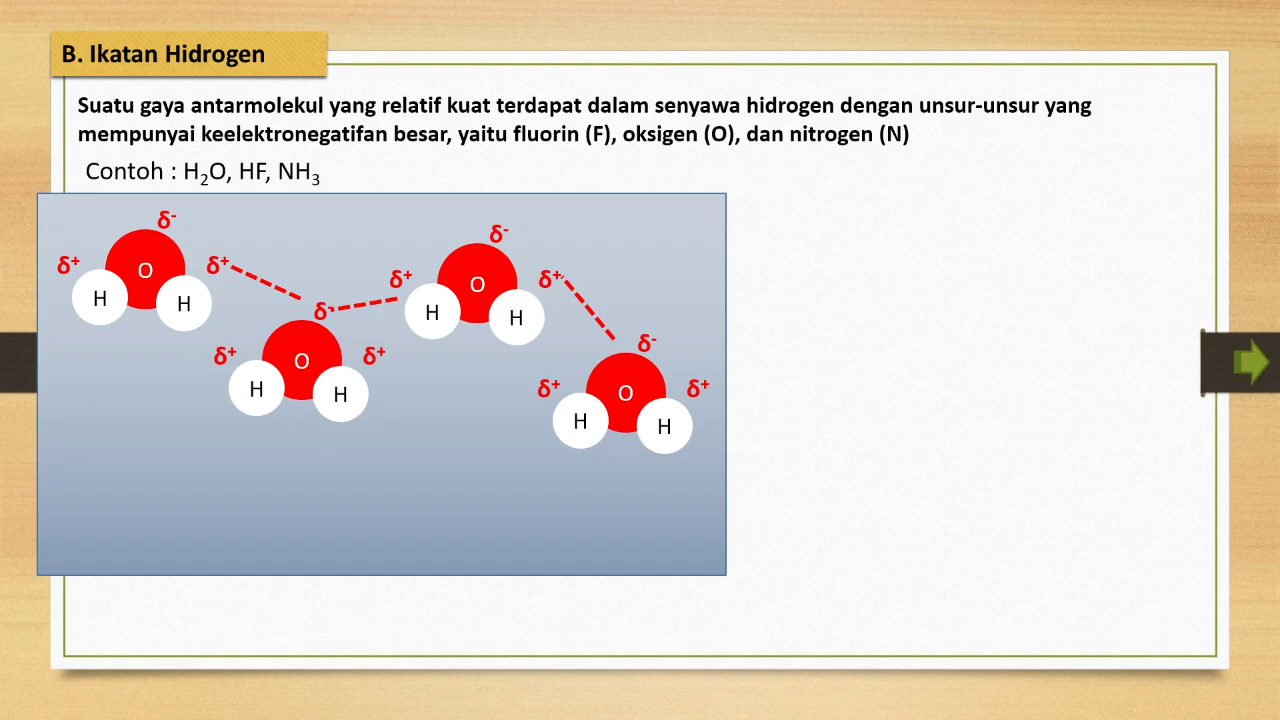 B. Ikatan Hidrogen
Suatu gaya antarmolekul yang relatif kuat terdapat dalam senyawa hidrogen dengan unsur-unsur yang
mempunyai keelektronegatifan besar, yaitu fluorin (F), oksigen (O), dan nitrogen (N)
Contoh : H₂O, HF, NH₃
δ⁻
δ⁺ O δ⁺
H H
δ⁻
δ⁺ O δ⁺
H H
δ⁻
δ⁺ O δ⁺
H H
δ⁻
δ⁺ O δ⁺
H H